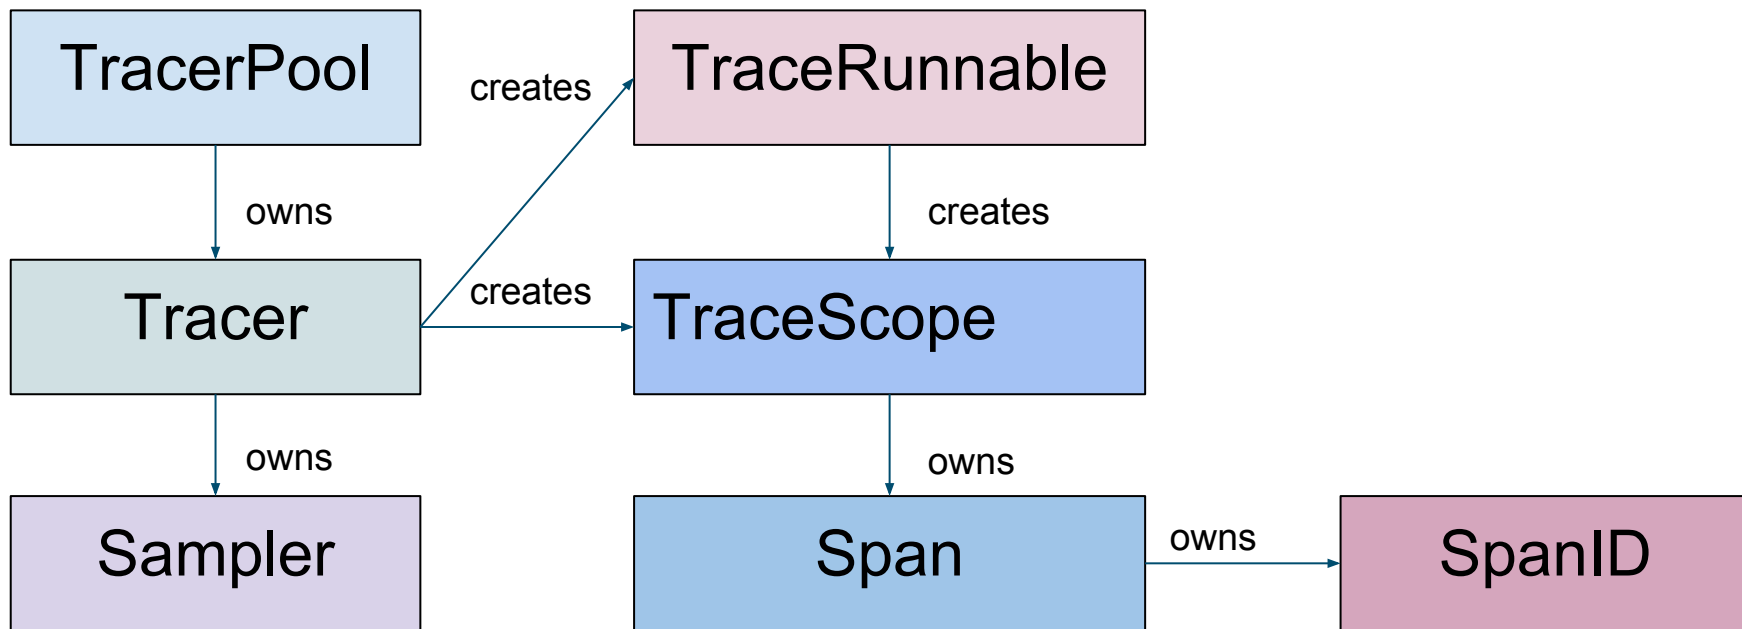 TracerPool
creates
TraceRunnable
owns
creates
Tracer
creates
TraceScope
owns
owns
Sampler
Span
owns
SpanID